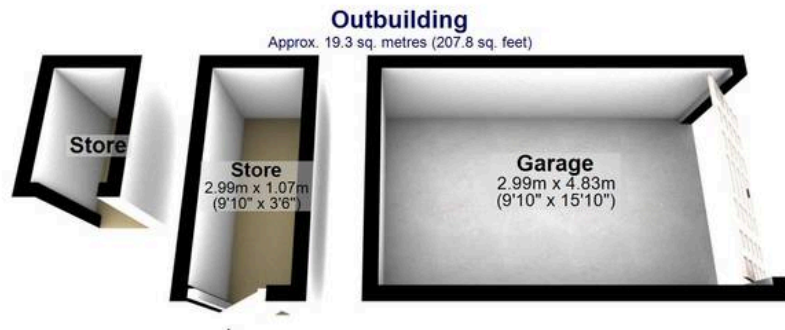 Outbuilding
Approx. 19.3 sq. metres (207.8 sq. feet)
Store
Store
2.99m x 1.07m
(9'10" x 3'6")
Garage
2.99m x 4.83m
(9'10" x 15'10")